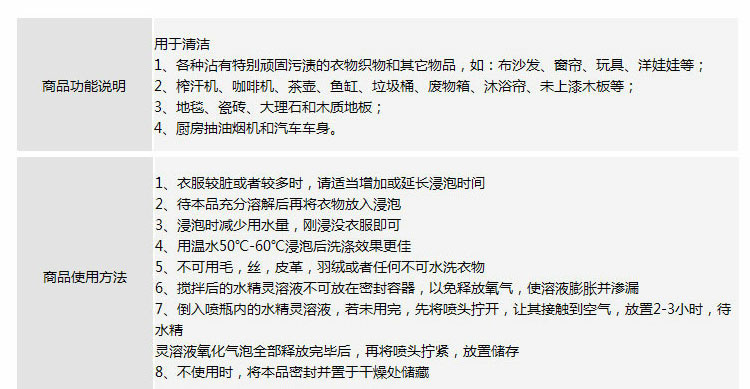 商品功能说明
用于清洁
1、各种沾有特别顽固污渍的衣物织物和其它物品，如：布沙发、窗帘、玩具、洋娃娃等；
2、榨汗机、咖啡机、茶壶、鱼缸、垃圾桶、废物箱、沐浴帘、未上漆木板等；
3、地毯、瓷砖、大理石和木质地板；
4、厨房抽油烟机和汽车车身。
商品使用方法
1、衣服较脏或者较多时，请适当增加或延长浸泡时间
2、待本品充分溶解后再将衣物放入浸泡
3、浸泡时减少用水量，刚浸没衣服即可
4、用温水50℃-60℃浸泡后洗涤效果更佳
5、不可用毛，丝，皮革，羽绒或者任何不可水洗衣物
6、搅拌后的水精灵溶液不可放在密封容器，以免释放氧气，使溶液膨胀并渗漏
7、倒入喷瓶内的水精灵溶液，若未用完，先将喷头拧开，让其接触到空气，放置2-3小时，待
水精
灵溶液氧化气泡全部释放完毕后，再将喷头拧紧，放置储存
8、不使用时，将本品密封并置于干燥处储藏